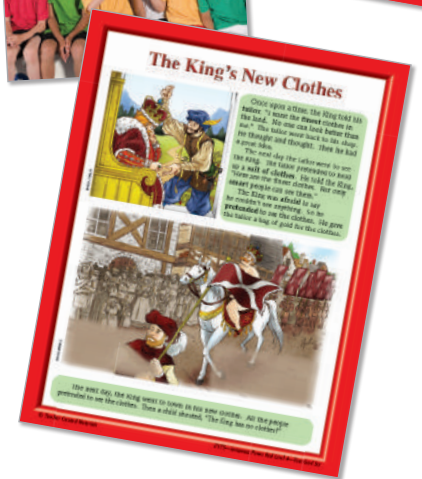 The King's New Clothes
Once upon a time, the King told his
tailor, "I want the finest clothes in
the land. No one can look better than
me." The tailor went back to his shop.
He thought and thought. Then he had
a great idea.
The next day the tailor went to see
the King. The tailor pretended to hold
up a suit of clothes. He told the King,
"Here are the finest clothes. But only
smart people can see them."
The King was afraid to say
he couldn't see anything. So he
pretended to see the clothes. He gave
the tailor a bag of gold for the clothes.
The next day, the King went to town in his new clothes. All the people
pretended to see the clothes. Then a child shouted, "The King has no clothes!"
© Teacher Created Materials